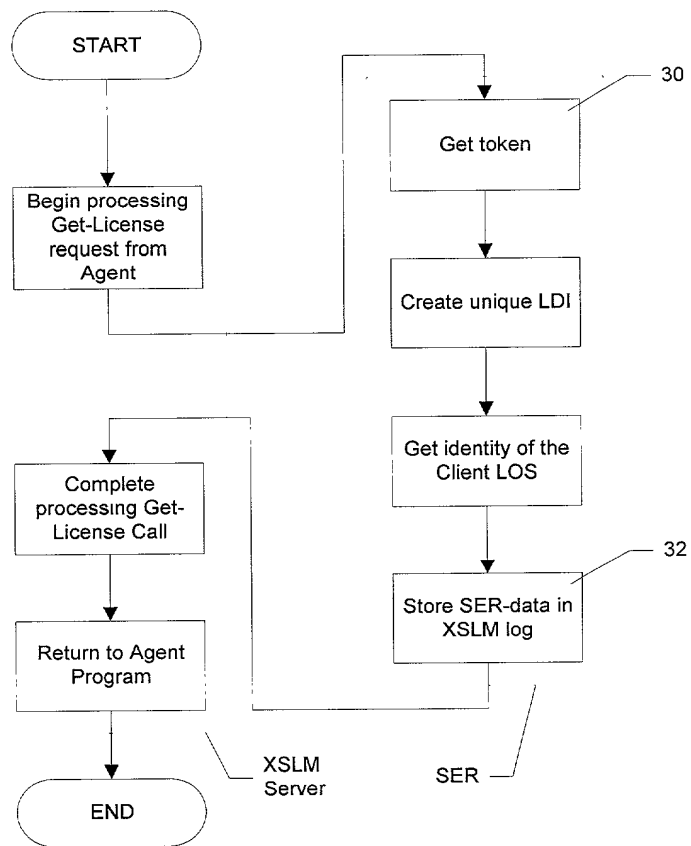 START
Begin processing
Get-License
request from
Agent
30
Get token
Create unique LDI
Get identity of the
Client LOS
32
Store SER-data in
XSLM log
SER
Complete
processing Get-
License Call
Return to Agent
Program
XSLM
Server
END